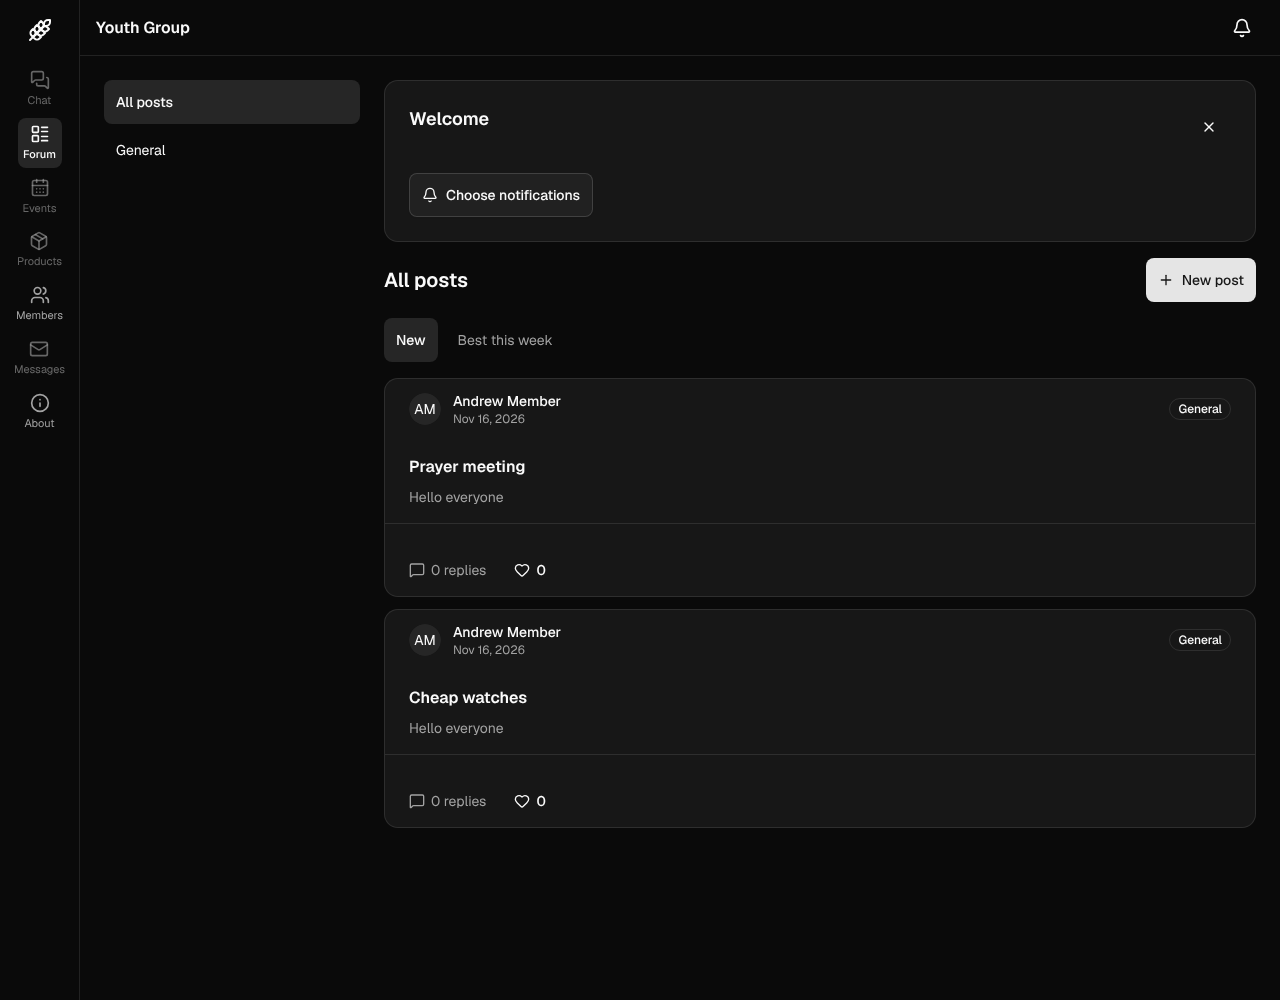 Youth Group
Chat
Forum
Events
Products
Members
Messages
About
All posts
General
Welcome
Choose notifications
All posts
New post
New
Best this week
AM
Andrew Member
Nov 16, 2026
General
Prayer meeting
Hello everyone
0 replies
0
AM
Andrew Member
Nov 16, 2026
General
Cheap watches
Hello everyone
0 replies
0